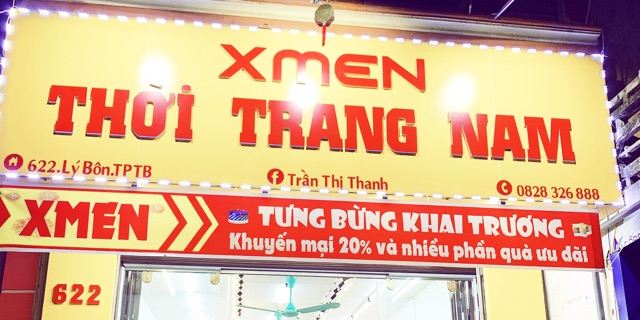 XMEN
THỜI TRANG NAM
622.Lý Bôn.TPTB
Trần Thị Thanh
0828 326 888
XMEN
TƯNG BỪNG KHAI TRƯƠNG
Khuyến mại 20% và nhiều phần quà ưu đãi
622